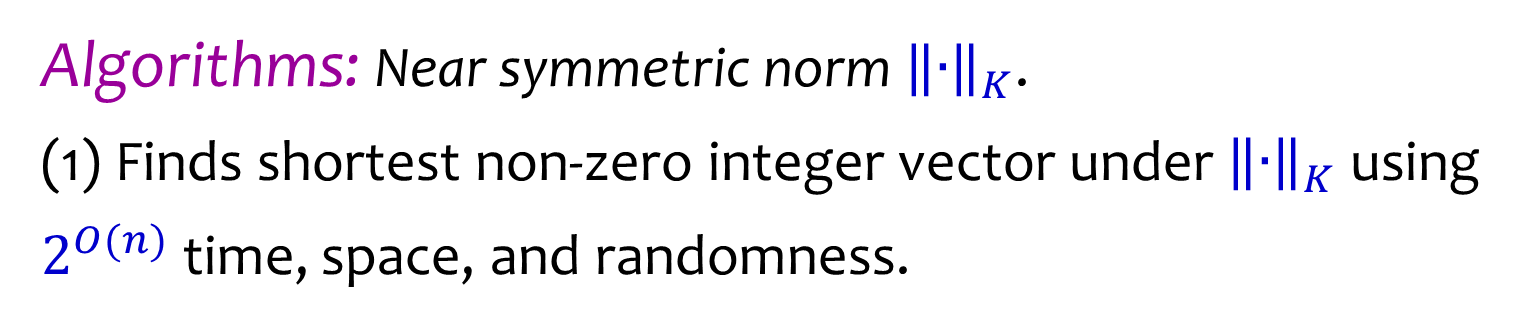 Algorithms: Near symmetric norm ‖·‖_K.
(1) Finds shortest non-zero integer vector under ‖·‖_K using
2^{O(n)} time, space, and randomness.